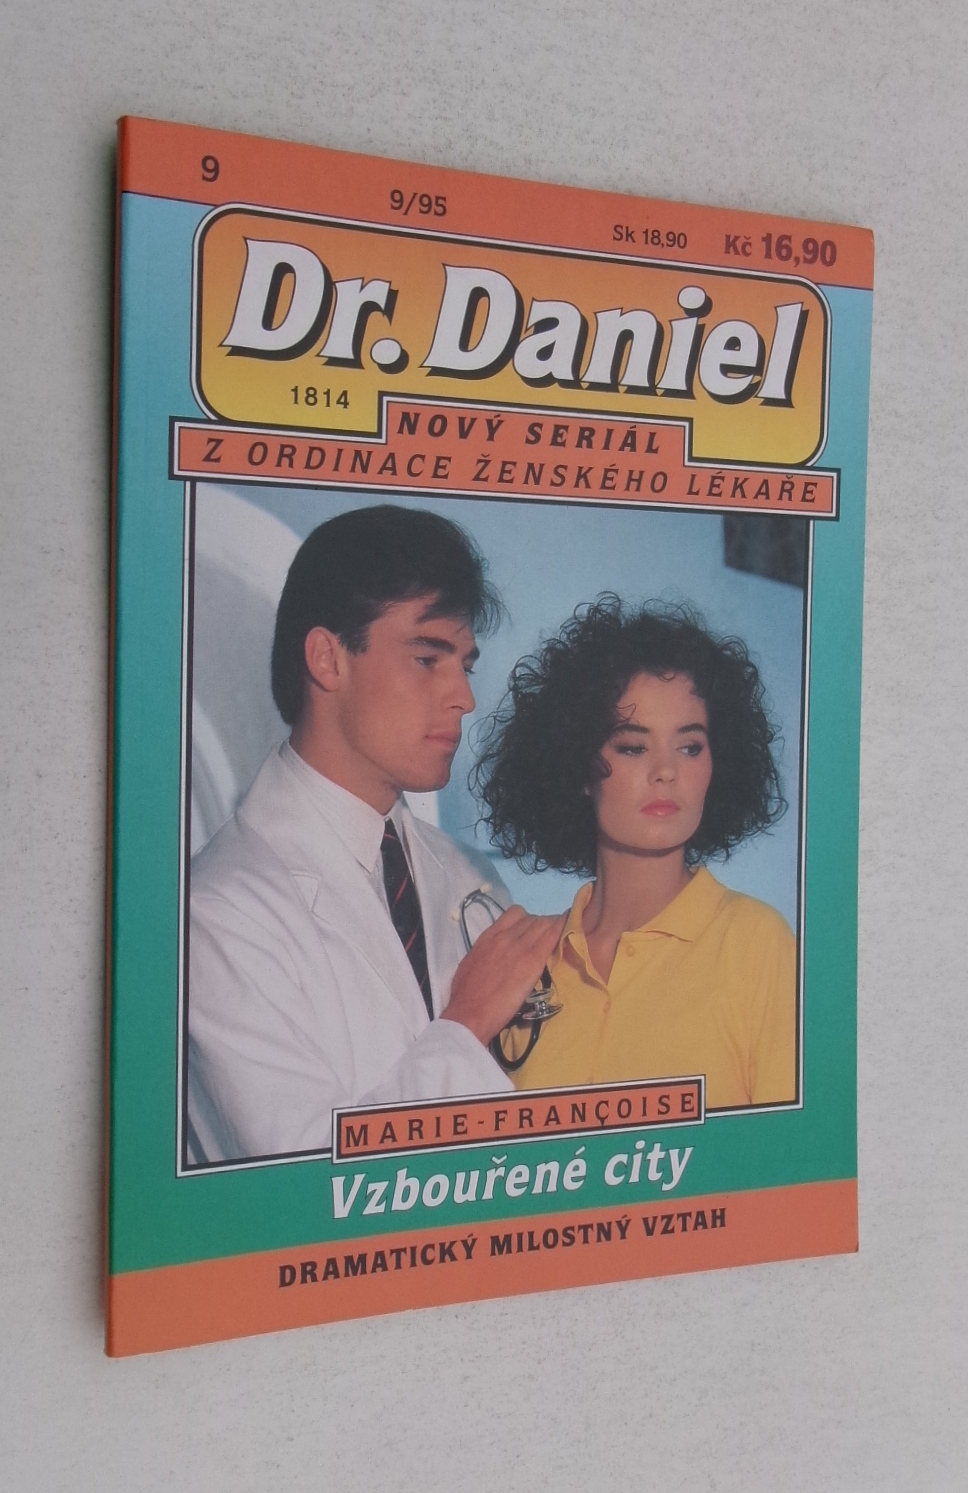 9
9/95
Sk 18,90
Kč 16,90
Dr. Daniel
1814
NOVÝ SERIÁL
Z ORDINACE ŽENSKÉHO LÉKAŘE
MARIE-FRANÇOISE
Vzbouřené city
DRAMATICKÝ MILOSTNÝ VZTAH